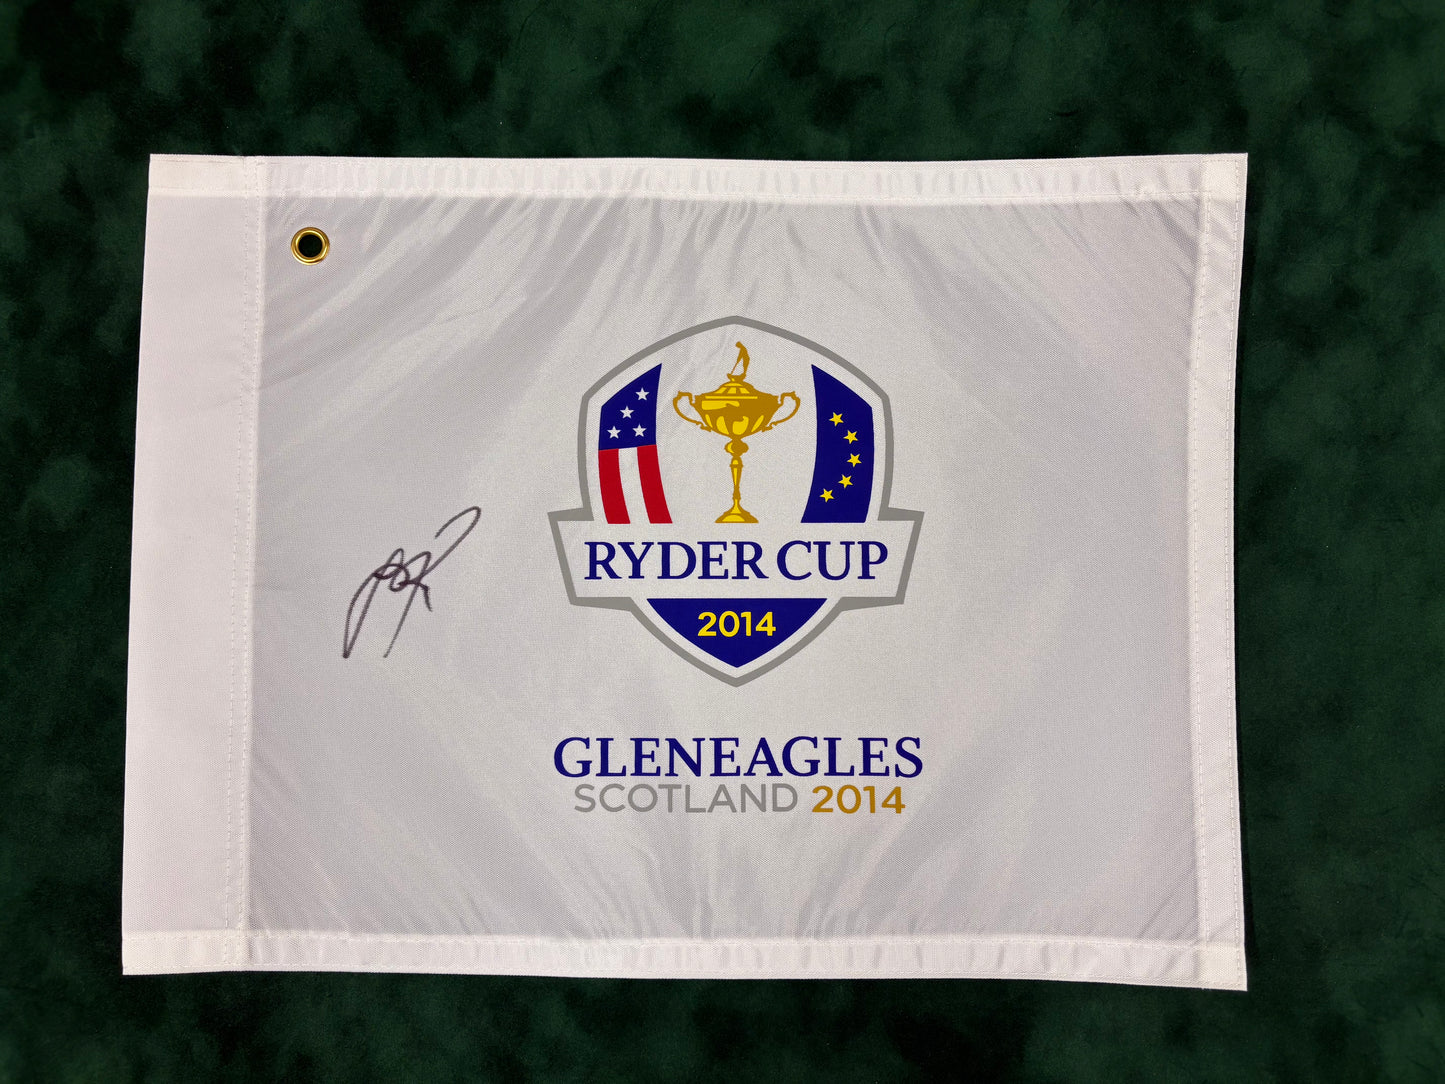 RYDER CUP
2014
GLENEAGLES
SCOTLAND 2014